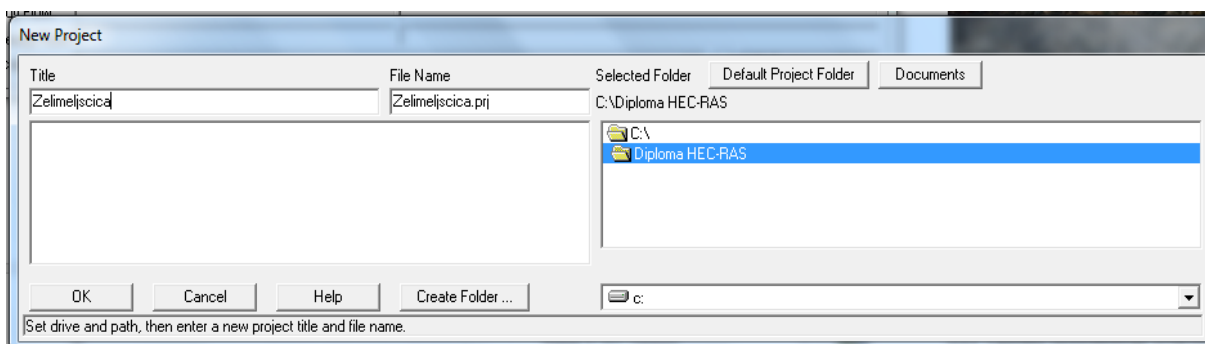 New Project
Title
File Name
Selected Folder
Default Project Folder
Documents
Zelimeljscica
Zelimeljscica.prj
C:\Diploma HEC-RAS
C:\
Diploma HEC-RAS
OK
Cancel
Help
Create Folder ...
c:
Set drive and path, then enter a new project title and file name.